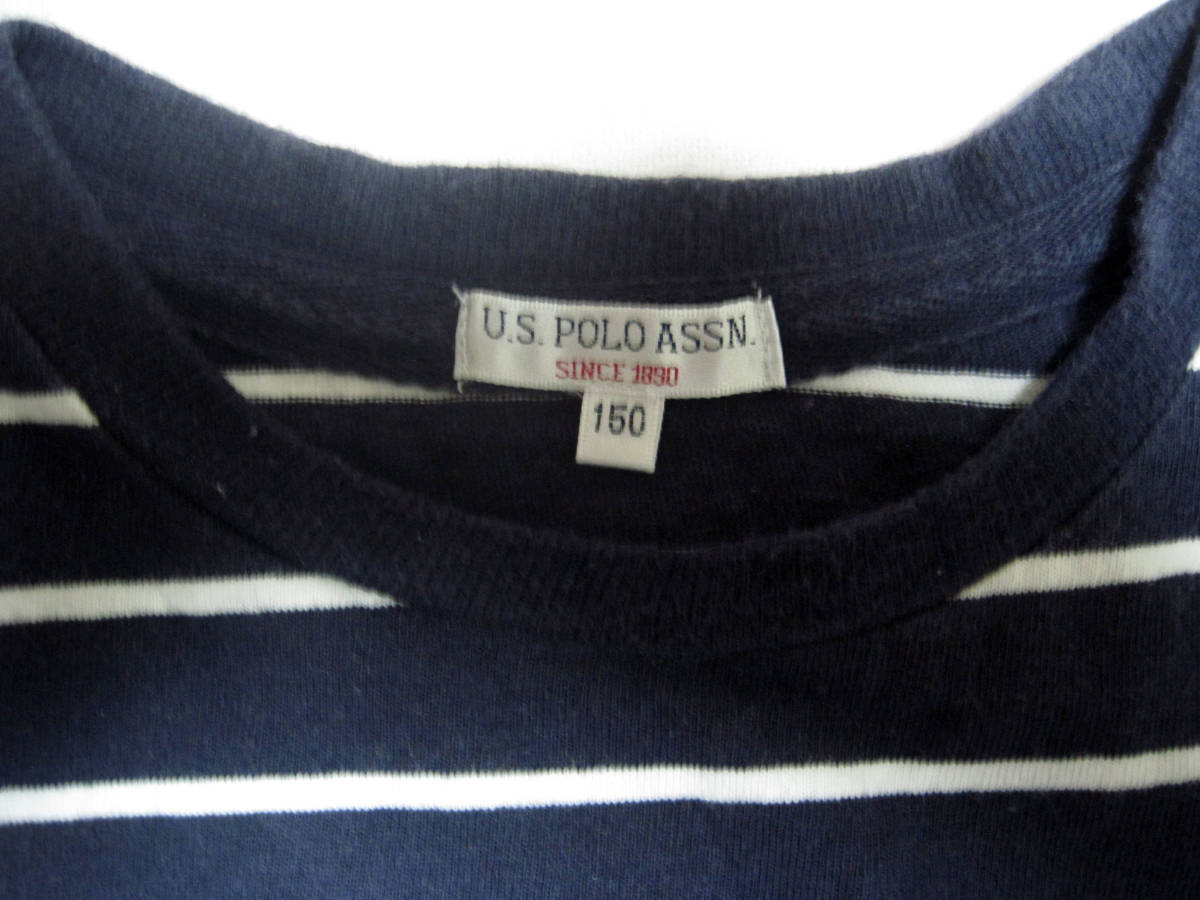 U.S. POLO ASSN.
SINCE 1890
150